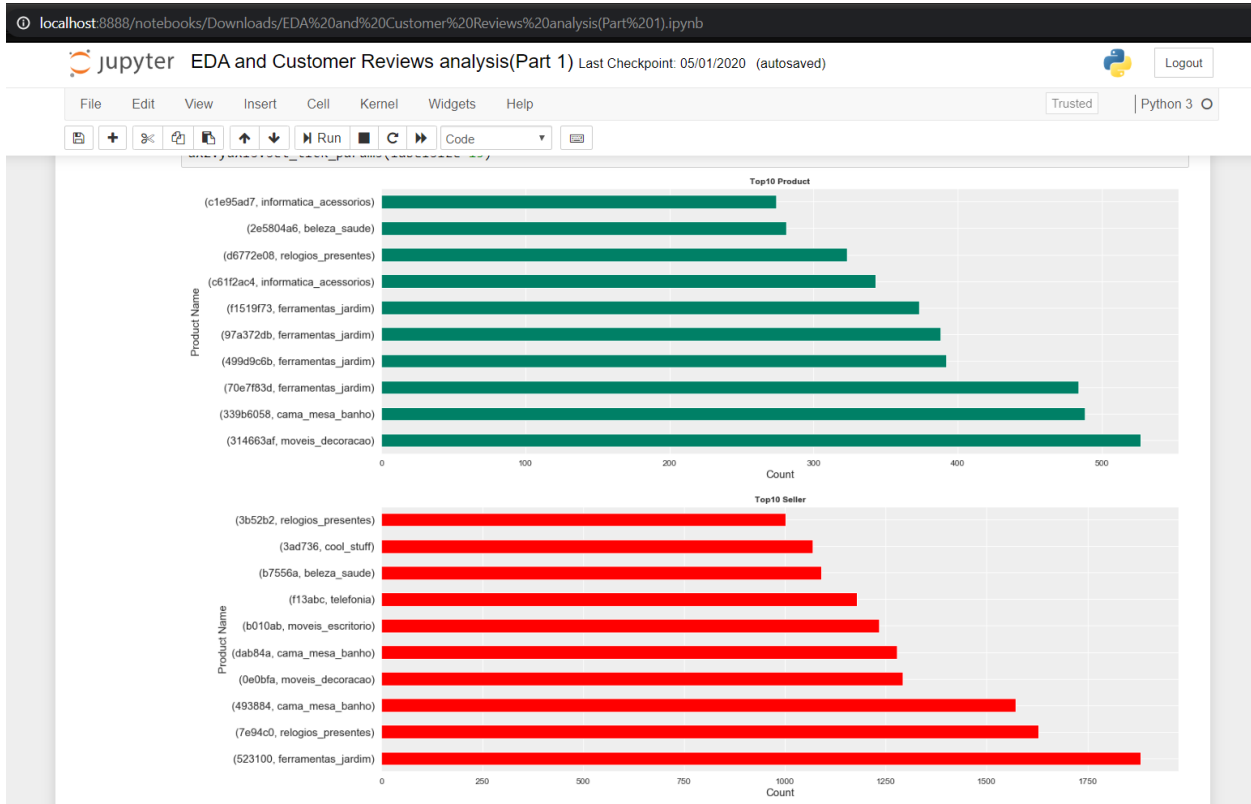 localhost:8888/notebooks/Downloads/EDA%20and%20Customer%20Reviews%20analysis(Part%201).ipynb
jupyter EDA and Customer Reviews analysis(Part 1) Last Checkpoint: 05/01/2020 (autosaved)
Logout
File Edit View Insert Cell Kernel Widgets Help
Trusted Python 3
Run Code
Top10 Product
(c1e95ad7, informatica_acessorios)
(2e5804a6, beleza_saude)
(d6772e08, relogios_presentes)
(c61f2ac4, informatica_acessorios)
(f1519f73, ferramentas_jardim)
(97a372db, ferramentas_jardim)
(499d9c6b, ferramentas_jardim)
(70e7f83d, ferramentas_jardim)
(339b6058, cama_mesa_banho)
(314663af, moveis_decoracao)
Product Name
0 100 200 300 400 500
Count
Top10 Seller
(3b52b2, relogios_presentes)
(3ad736, cool_stuff)
(b7556a, beleza_saude)
(f13abc, telefonia)
(b010ab, moveis_escritorio)
(dab84a, cama_mesa_banho)
(0e0bfa, moveis_decoracao)
(493884, cama_mesa_banho)
(7e94c0, relogios_presentes)
(523100, ferramentas_jardim)
Product Name
0 250 500 750 1000 1250 1500 1750
Count